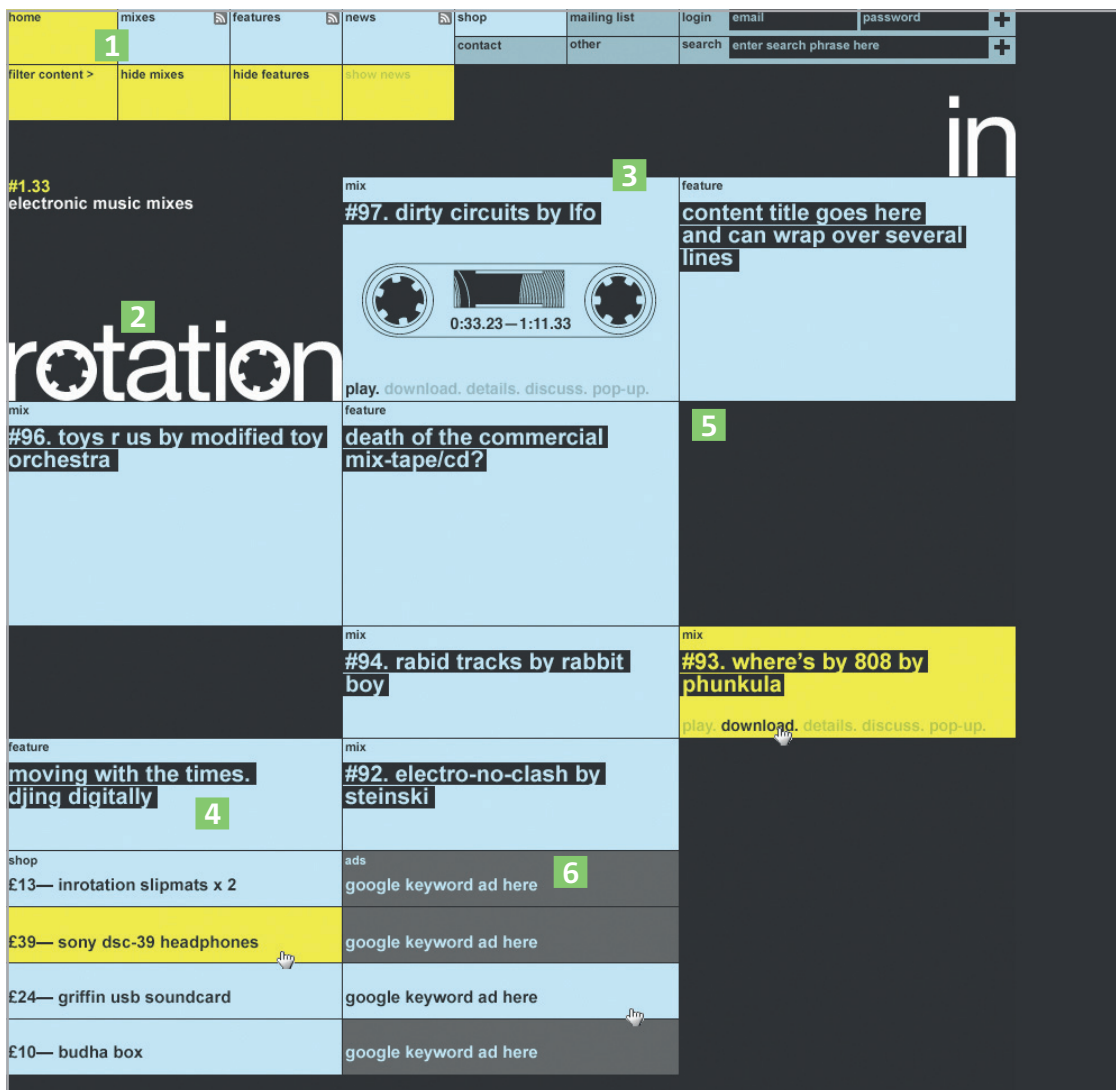 home
mixes
features
news
shop
mailing list
login
email
password
contact
other
search
enter search phrase here
1
filter content >
hide mixes
hide features
show news
in
#1.33
electronic music mixes
2
rotation
3
mix
#97. dirty circuits by lfo
0:33.23—1:11.33
play. download. details. discuss. pop-up.
feature
content title goes here
and can wrap over several
lines
mix
#96. toys r us by modified toy
orchestra
feature
death of the commercial
mix-tape/cd?
5
mix
#94. rabid tracks by rabbit
boy
mix
#93. where's by 808 by
phunkula
play. download. details. discuss. pop-up.
feature
moving with the times.
djing digitally
4
mix
#92. electro-no-clash by
steinski
shop
£13— inrotation slipmats x 2
£39— sony dsc-39 headphones
£24— griffin usb soundcard
£10— budha box
ads
6
google keyword ad here
google keyword ad here
google keyword ad here
google keyword ad here